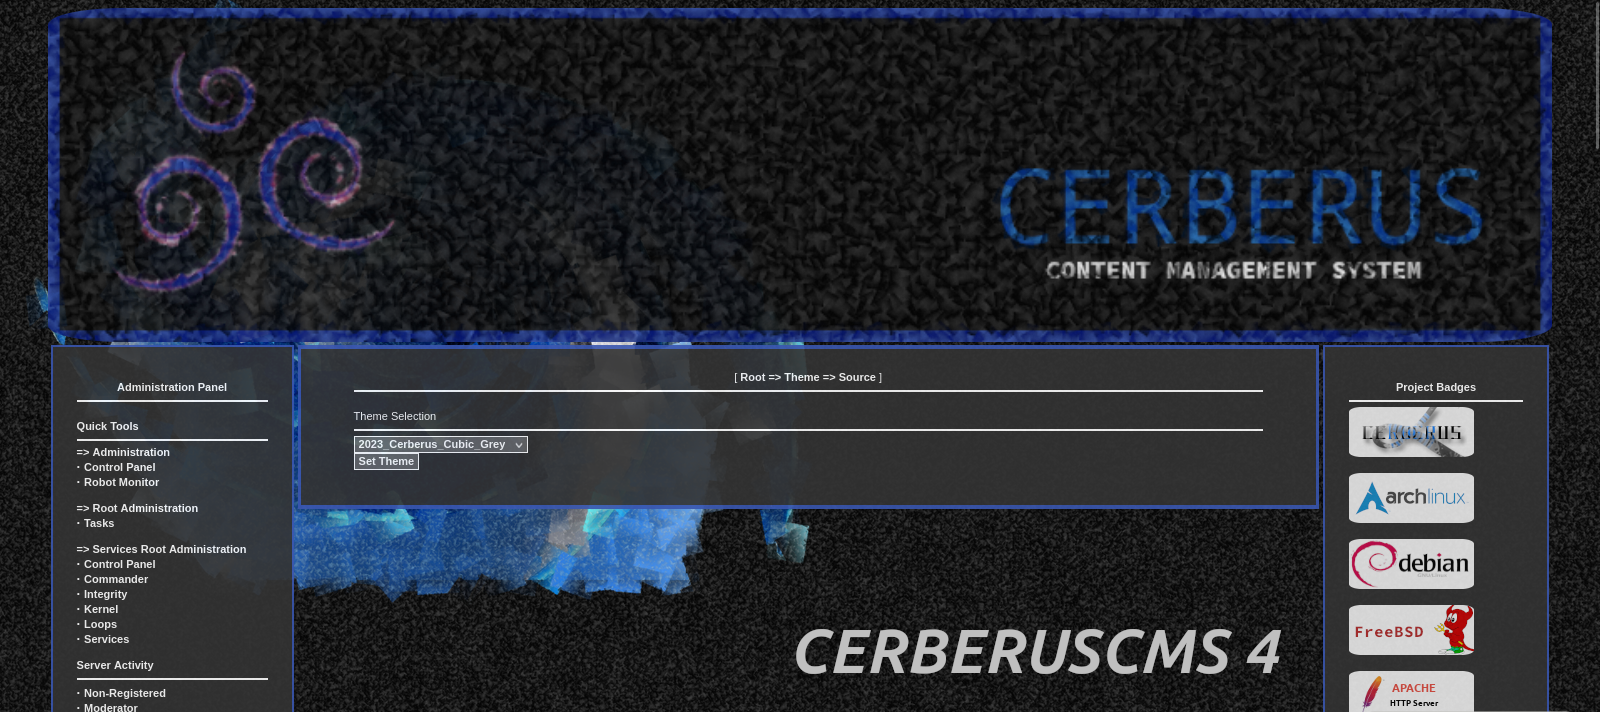 CERBERUS
CONTENT MANAGEMENT SYSTEM
Administration Panel
Quick Tools
=> Administration
· Control Panel
· Robot Monitor
=> Root Administration
· Tasks
=> Services Root Administration
· Control Panel
· Commander
· Integrity
· Kernel
· Loops
· Services
Server Activity
· Non-Registered
· Moderator
[ Root => Theme => Source ]
Theme Selection
2023_Cerberus_Cubic_Grey
Set Theme
CERBERUSCMS 4
Project Badges
CERBERUS
archlinux
debian
FreeBSD
APACHE
HTTP Server